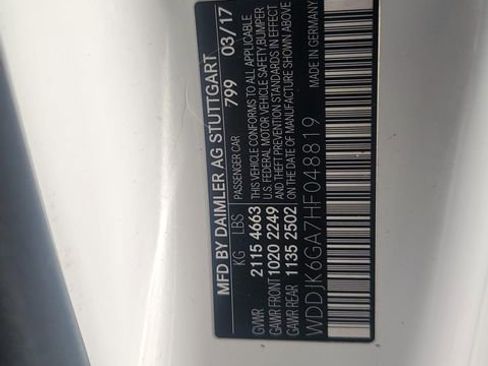 MFD BY DAIMLER AG STUTTGART
KG LBS 799 03/17
GVWR 2115 4663 PASSENGER CAR
GAWR FRONT 1020 2249 THIS VEHICLE CONFORMS TO ALL APPLICABLE
GAWR REAR 1135 2502 U.S. FEDERAL MOTOR VEHICLE SAFETY, BUMPER
AND THEFT PREVENTION STANDARDS IN EFFECT
ON THE DATE OF MANUFACTURE SHOWN ABOVE
WDDJK6GA7HF048819 MADE IN GERMANY